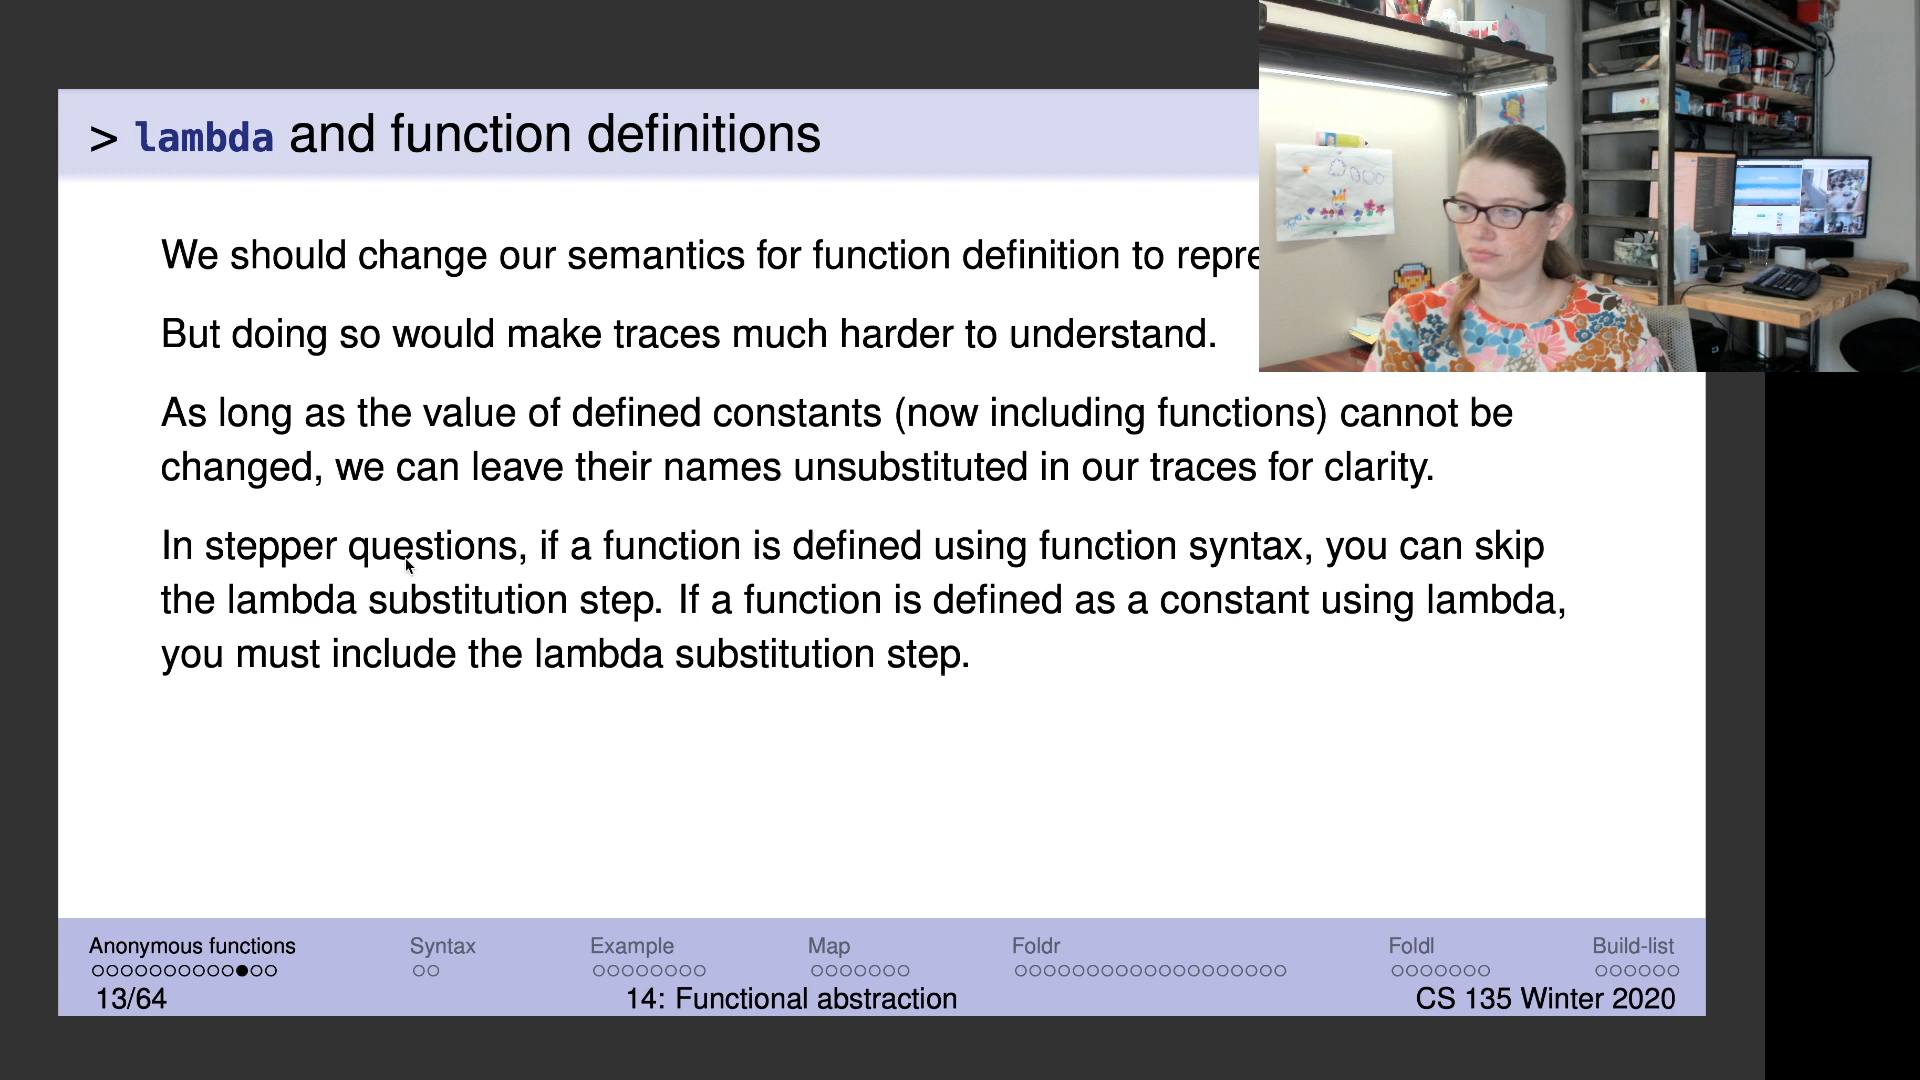 > lambda and function definitions
We should change our semantics for function definition to
But doing so would make traces much harder to understand.
As long as the value of defined constants (now including functions) cannot be
changed, we can leave their names unsubstituted in our traces for clarity.
In stepper questions, if a function is defined using function syntax, you can skip
the lambda substitution step. If a function is defined as a constant using lambda,
you must include the lambda substitution step.
Anonymous functions Syntax Example Map Foldr Foldl Build-list
13/64 14: Functional abstraction CS 135 Winter 2020